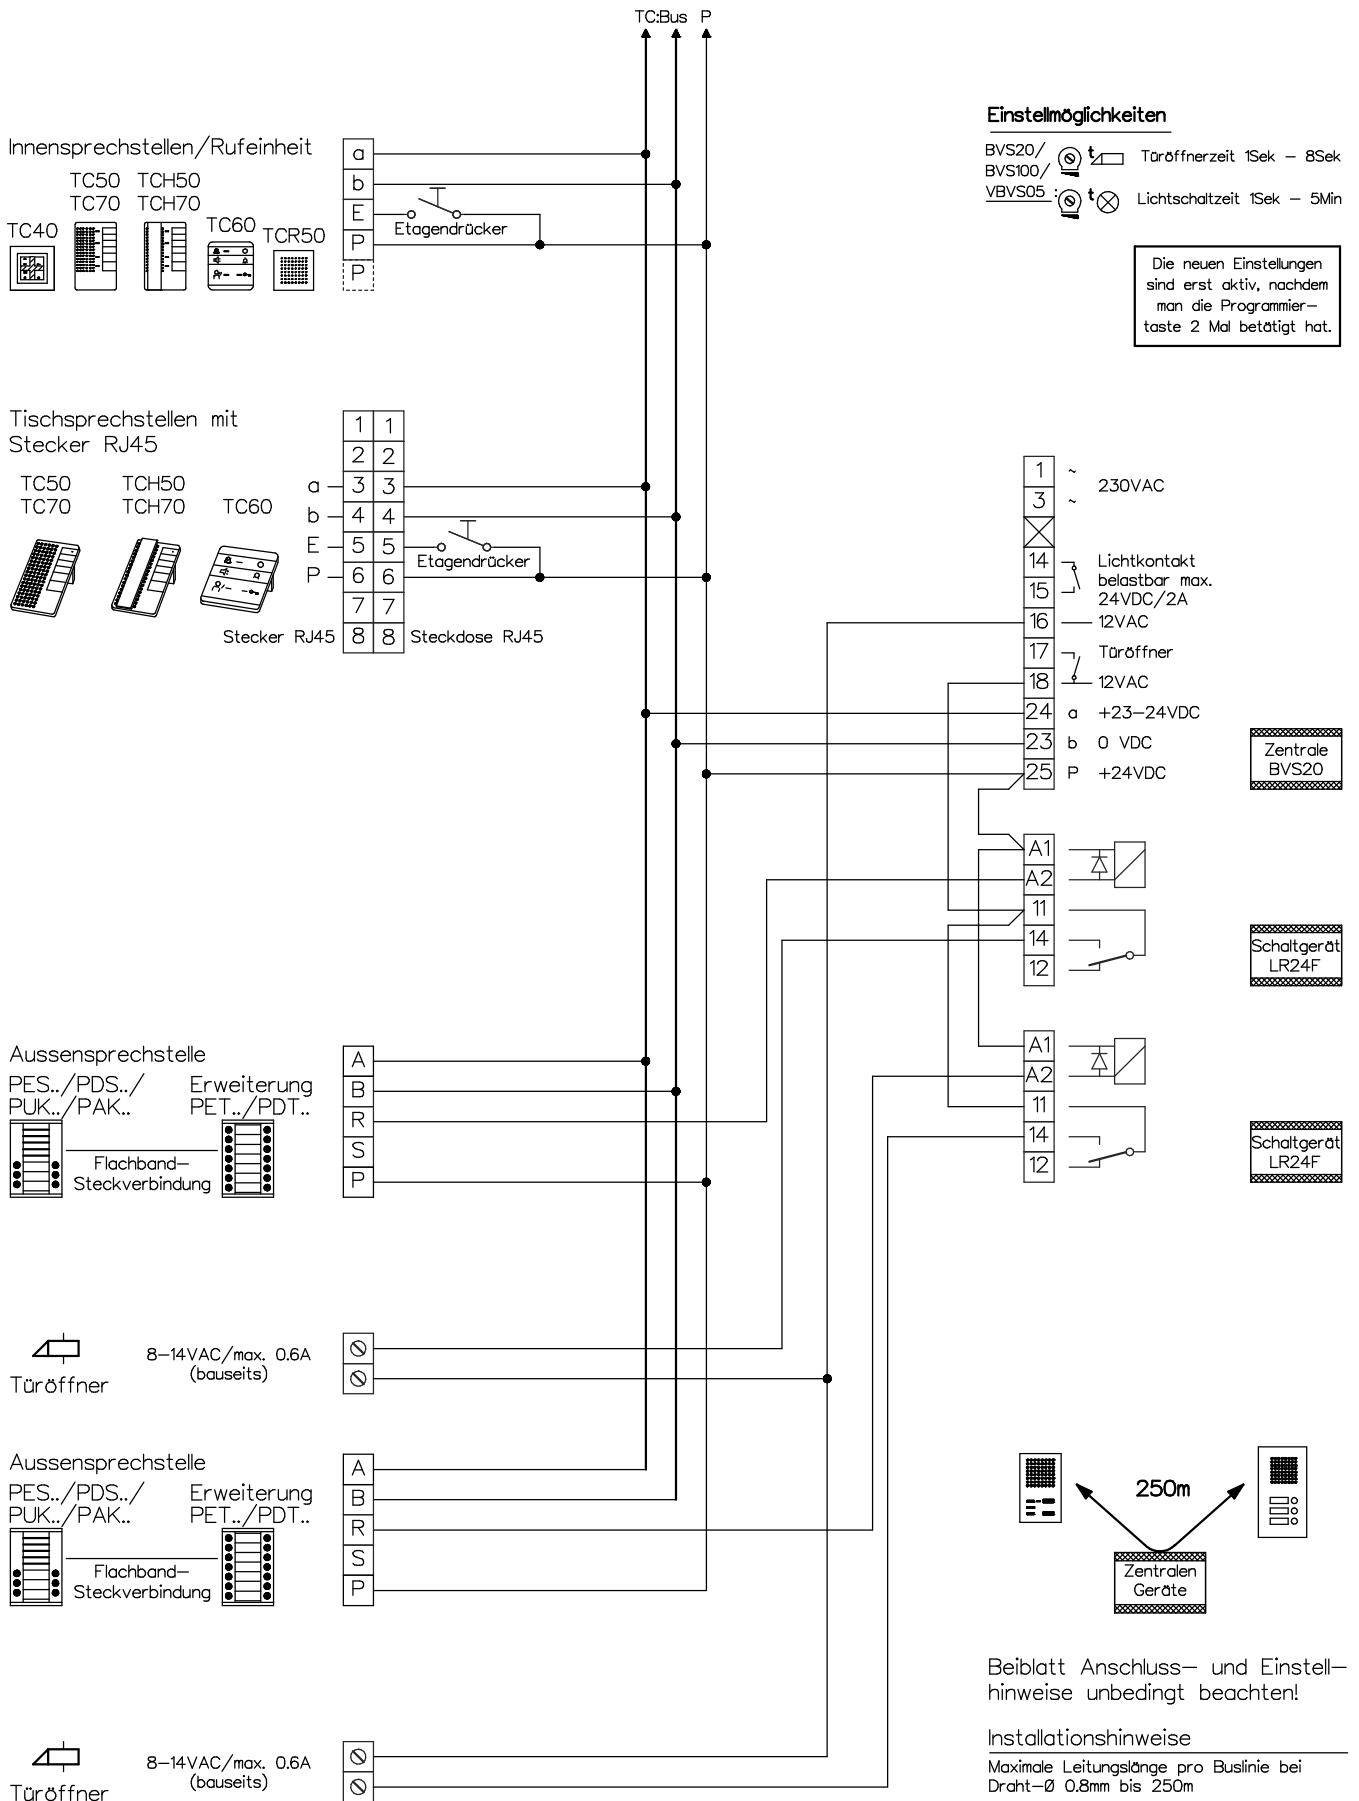 TC:Bus P
Einstellmöglichkeiten
BVS20/
BVS100/
VBVS05 :
t Türöffnerzeit 1Sek – 8Sek
t Lichtschaltzeit 1Sek – 5Min
Die neuen Einstellungen
sind erst aktiv, nachdem
man die Programmier–
taste 2 Mal betätigt hat.
Innensprechstellen/Rufeinheit
TC40
TC50
TC70
TCH50
TCH70
TC60
TCR50
a
b
E
P
P
Etagendrücker
Tischsprechstellen mit
Stecker RJ45
TC50
TC70
TCH50
TCH70
TC60
1 1
2 2
a 3 3
b 4 4
E 5 5
P 6 6
7 7
8 8
Etagendrücker
Stecker RJ45
Steckdose RJ45
1 ~
3 ~
230VAC
14
15
Lichtkontakt
belastbar max.
24VDC/2A
16 12VAC
17 Türöffner
18 12VAC
24 a +23–24VDC
23 b 0 VDC
25 P +24VDC
Zentrale
BVS20
A1
A2
11
14
12
Schaltgerät
LR24F
A1
A2
11
14
12
Schaltgerät
LR24F
Aussensprechstelle
PES../PDS../
PUK../PAK..
Erweiterung
PET../PDT..
Flachband–
Steckverbindung
A
B
R
S
P
Türöffner
8–14VAC/max. 0.6A
(bauseits)
Aussensprechstelle
PES../PDS../
PUK../PAK..
Erweiterung
PET../PDT..
Flachband–
Steckverbindung
A
B
R
S
P
Türöffner
8–14VAC/max. 0.6A
(bauseits)
250m
Zentralen
Geräte
Beiblatt Anschluss– und Einstell–
hinweise unbedingt beachten!
Installationshinweise
Maximale Leitungslänge pro Buslinie bei
Draht–Ø 0.8mm bis 250m